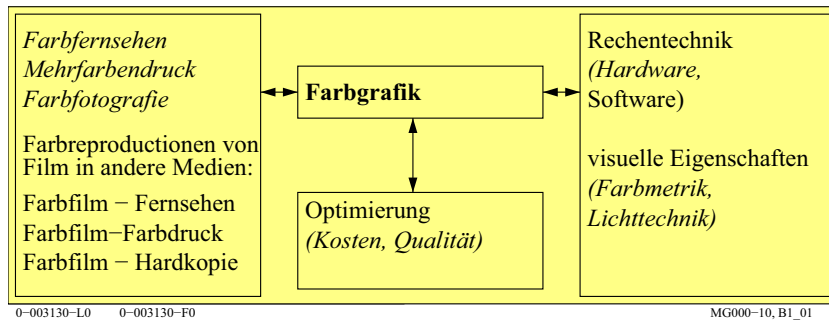 Farbfernsehen
Mehrfarbendruck
Farbfotografie
Farbreproductionen von
Film in andere Medien:
Farbfilm − Fernsehen
Farbfilm−Farbdruck
Farbfilm − Hardkopie
Farbgrafik
Optimierung
(Kosten, Qualität)
Rechentechnik
(Hardware,
Software)
visuelle Eigenschaften
(Farbmetrik,
Lichttechnik)
0−003130−L0 0−003130−F0
MG000−10, B1_01